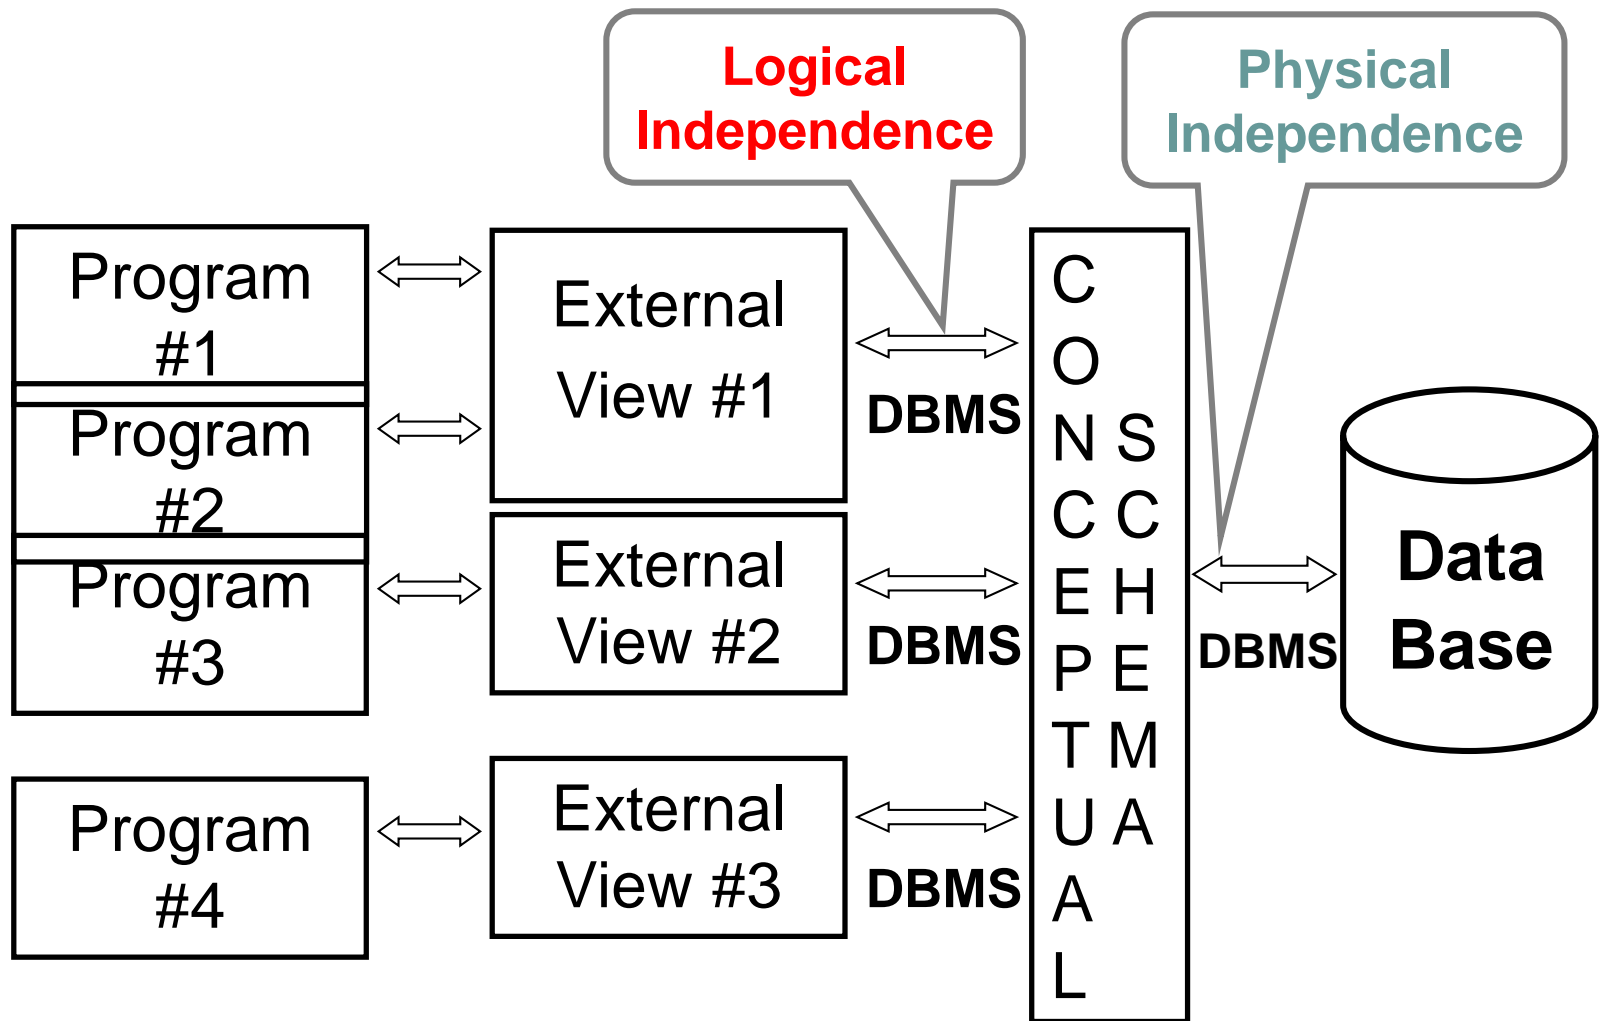 Logical
Independence
Physical
Independence
Program
#1
Program
#2
Program
#3
Program
#4
External
View #1
External
View #2
External
View #3
DBMS
DBMS
DBMS
CONCEPTUAL
SCHEMA
DBMS
Data
Base